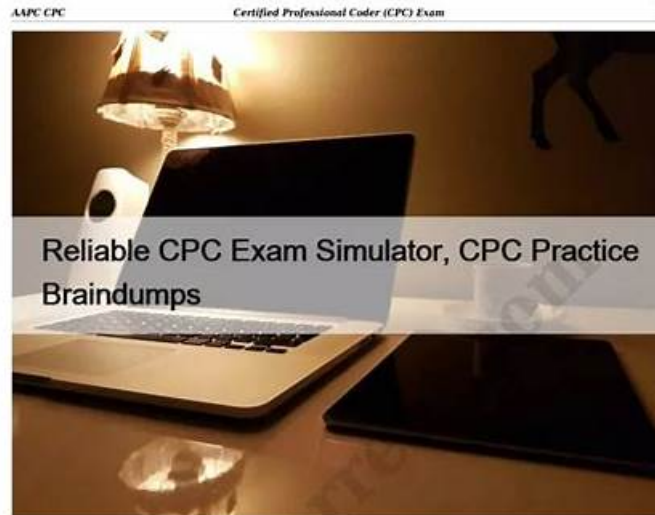 AAPC CPC Certified Professional Coder (CPC) Exam
Reliable CPC Exam Simulator, CPC Practice
Braindumps